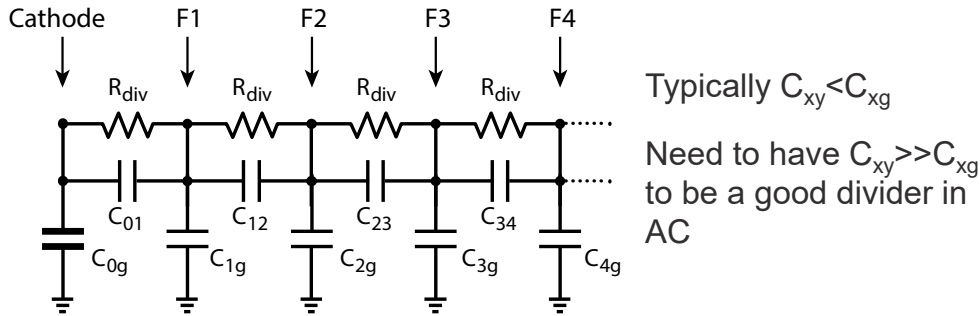 Cathode F1 F2 F3 F4
R_div R_div R_div R_div
C_01 C_12 C_23 C_34
C_0g C_1g C_2g C_3g C_4g
Typically C_xy<C_xg
Need to have C_xy>>C_xg
to be a good divider in
AC